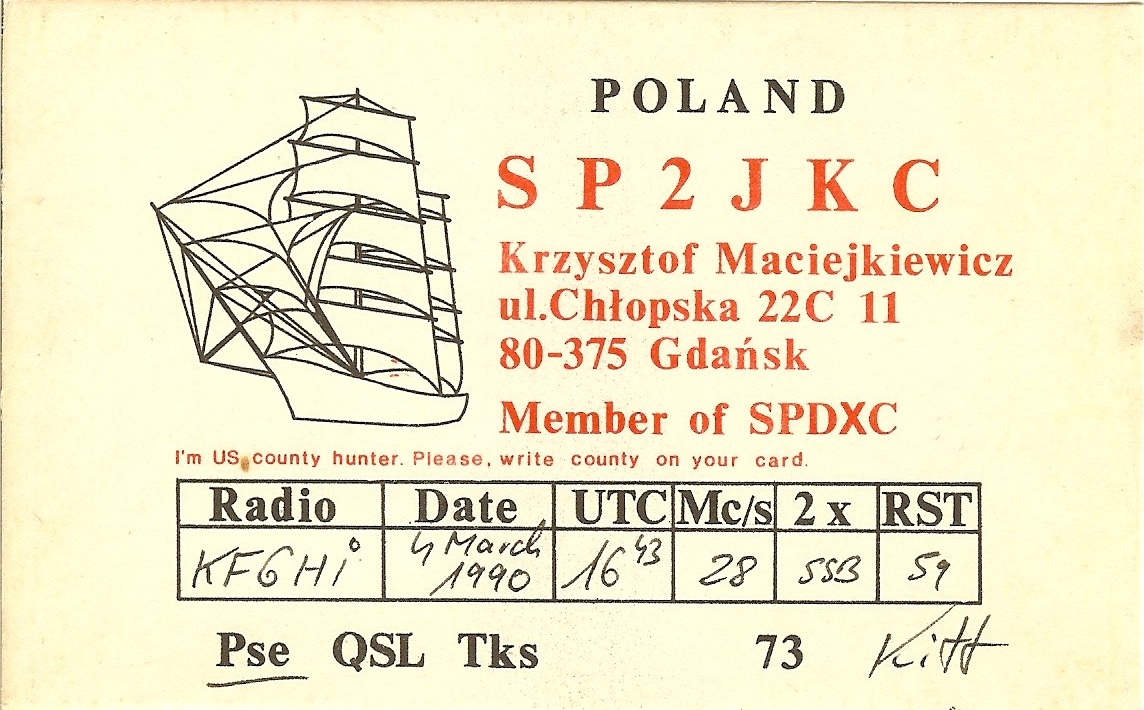 POLAND
SP2JKC
Krzysztof Maciejkiewicz
ul.Chłopska 22C 11
80-375 Gdańsk
Member of SPDXC
I'm US county hunter. Please, write county on your card.
Radio Date UTC Mc/s 2 x RST
KF6HI 4 March 1990 16 43 28 SSB 59
Pse QSL Tks 73 Kitt